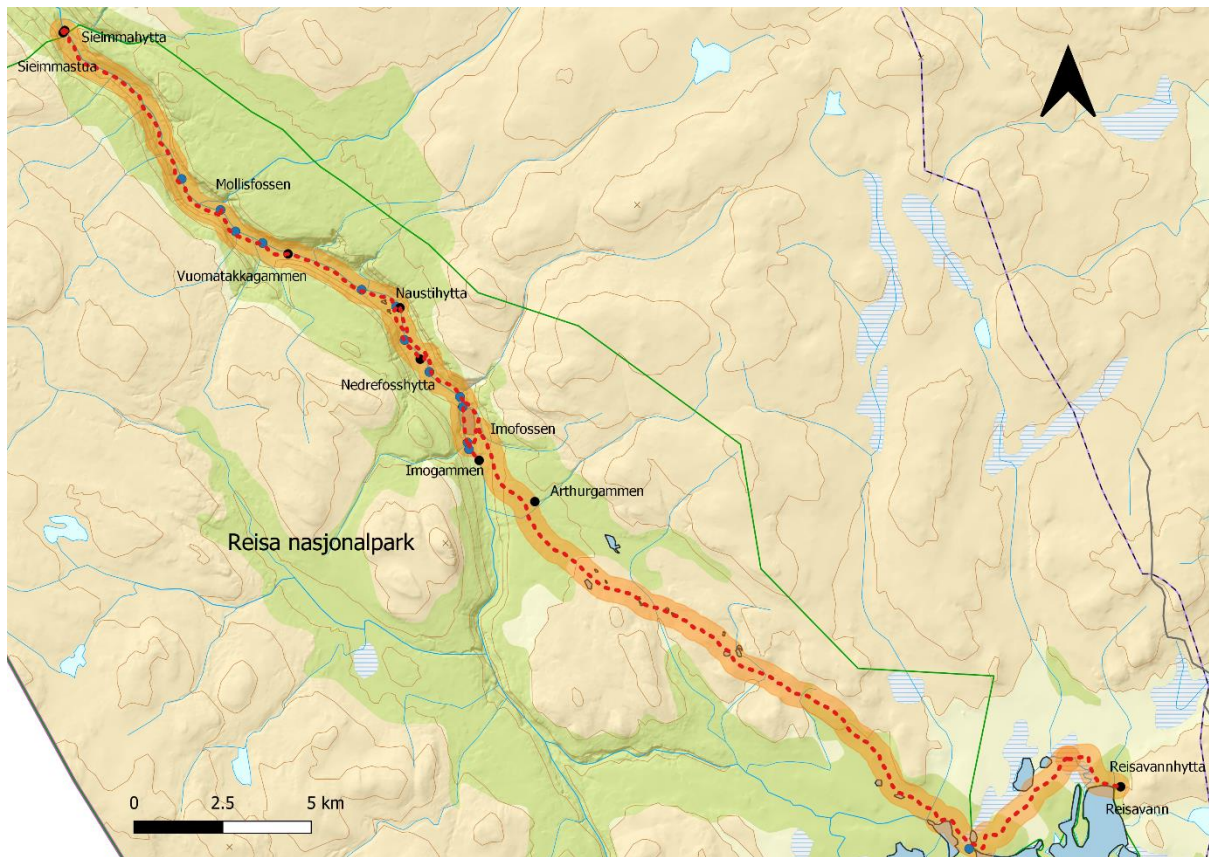 Sieimmahytta
Sieimmastua
Mollisfossen
Vuomatakkagammen
Naustihytta
Nedrefosshytta
Imofossen
Imogammen
Arthurgammen
Reisa nasjonalpark
Reisavannhytta
Reisavann
0 2.5 5 km